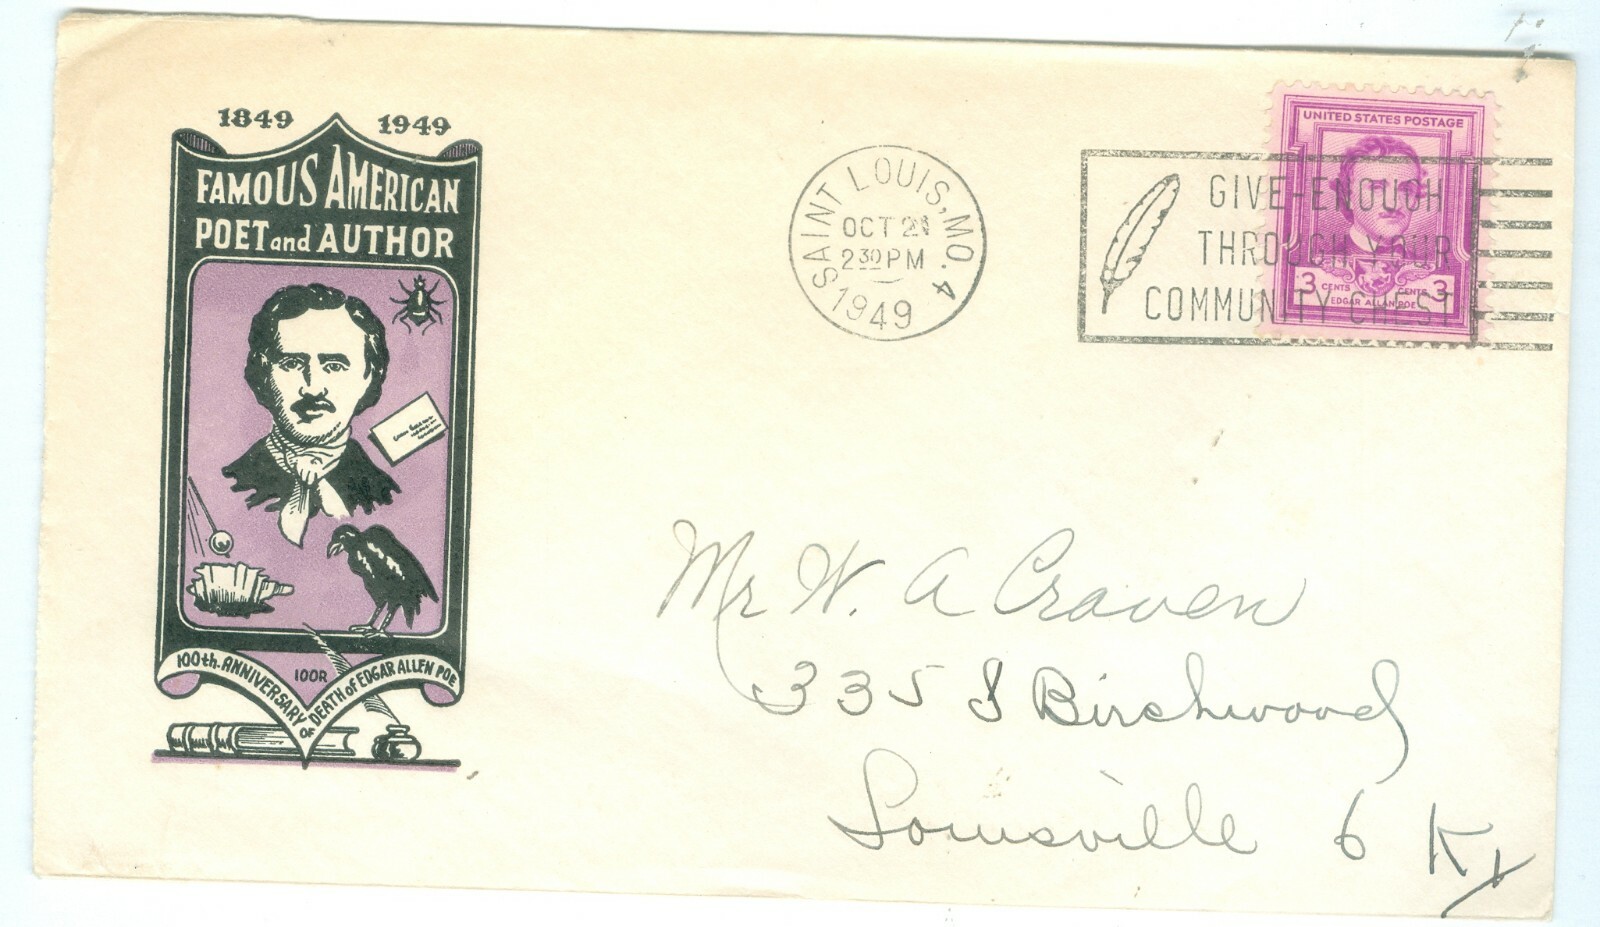 1849 1949
FAMOUS AMERICAN
POET and AUTHOR
100th. ANNIVERSARY OF DEATH of EDGAR ALLEN POE
100R
SAINT LOUIS, MO. 4
OCT
2 30 PM
1949
GIVE-ENOUGH
THROUGH YOUR
COMMUNITY CHEST
UNITED STATES POSTAGE
3 CENTS CENTS 3
EDGAR ALLAN POE
Mr W. A Craven
335 S Birchwood
Louisville 6 Ky